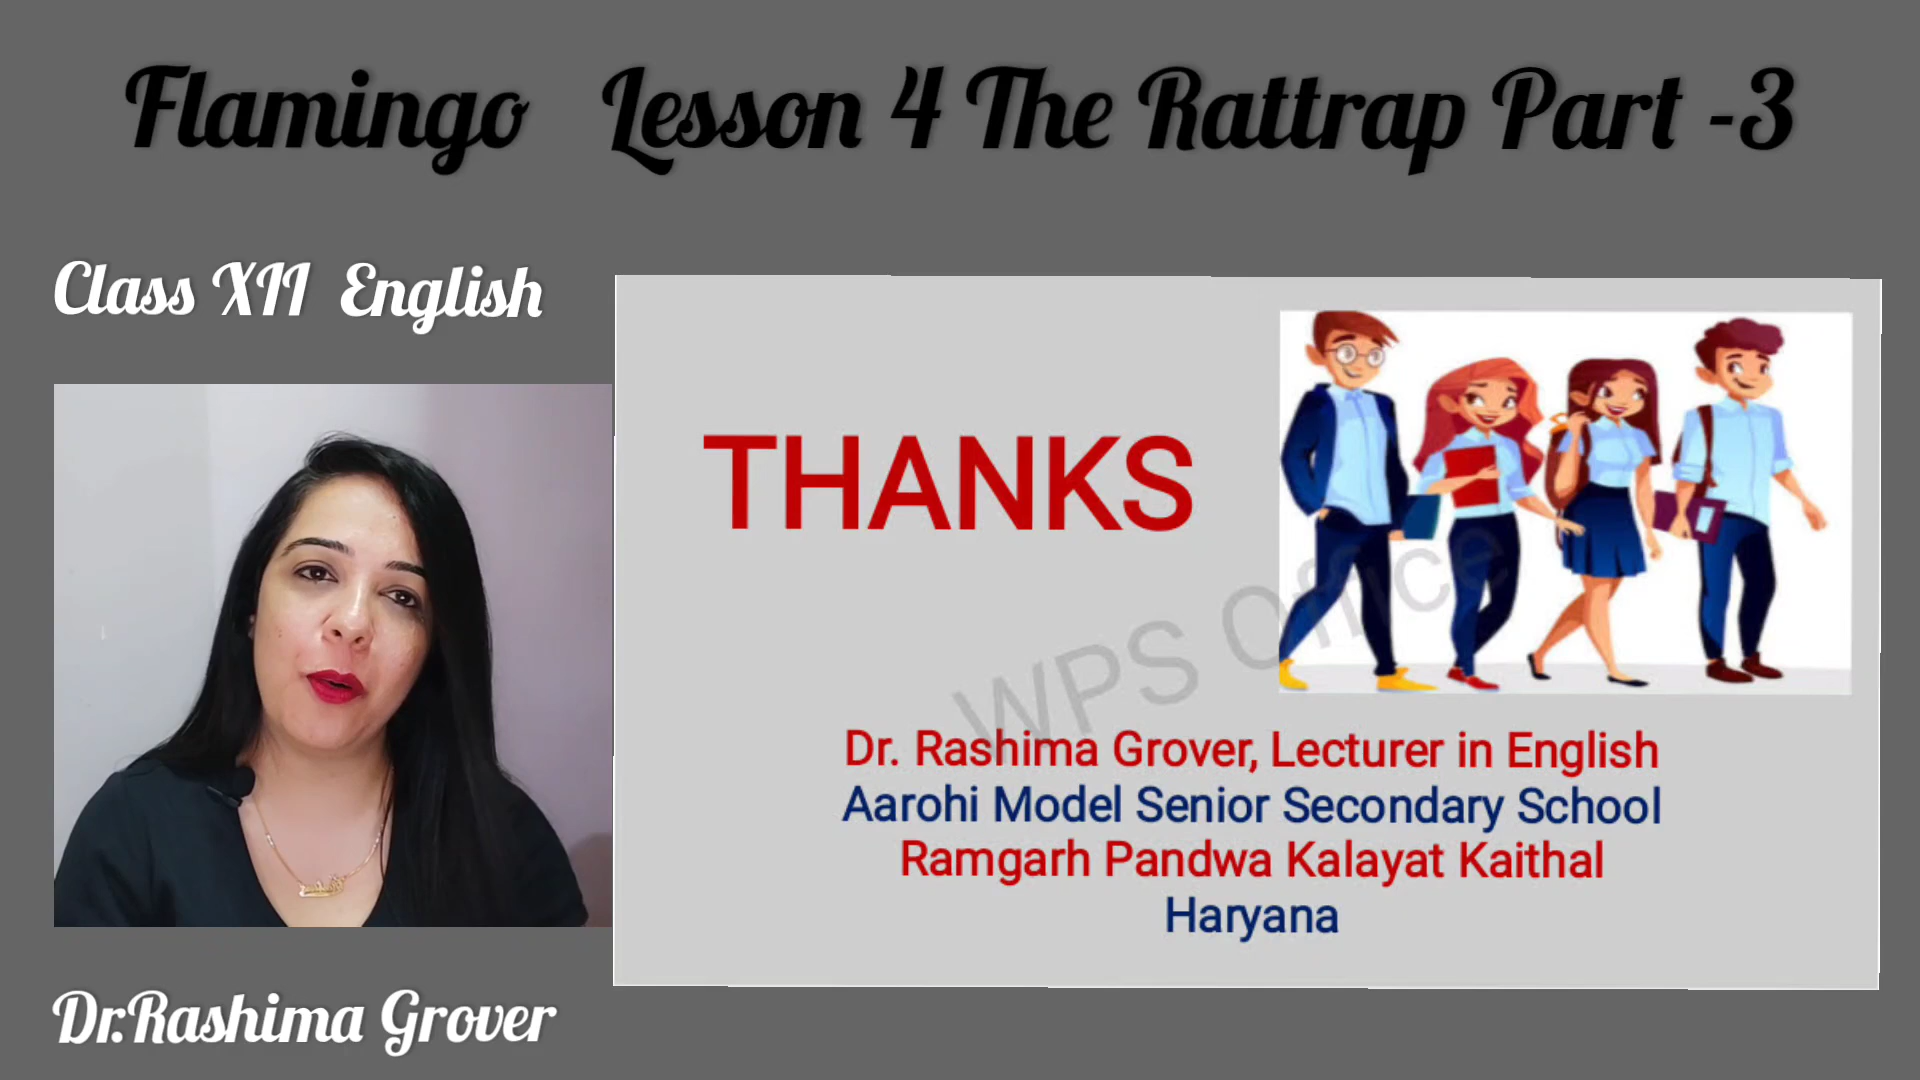 Flamingo Lesson 4 The Rattrap Part -3
Class XII English
THANKS
WPS Office
Dr. Rashima Grover, Lecturer in English
Aarohi Model Senior Secondary School
Ramgarh Pandwa Kalayat Kaithal
Haryana
Dr.Rashima Grover